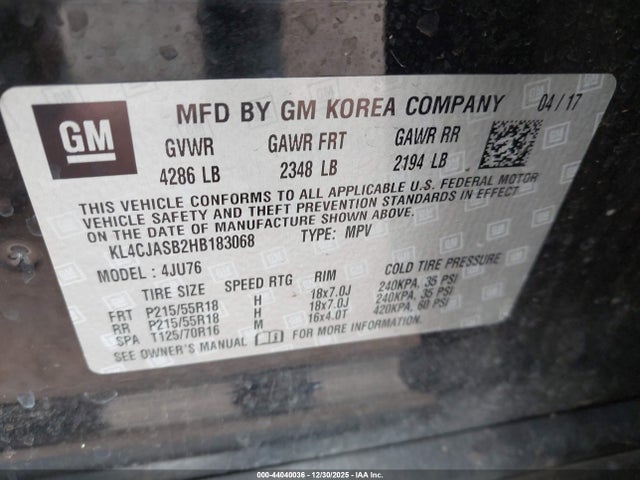 GM
MFD BY GM KOREA COMPANY 04/17
GVWR GAWR FRT GAWR RR
4286 LB 2348 LB 2194 LB
THIS VEHICLE CONFORMS TO ALL APPLICABLE U.S. FEDERAL MOTOR
VEHICLE SAFETY AND THEFT PREVENTION STANDARDS IN EFFECT
ON THE DATE OF MANUFACTURE SHOWN ABOVE.
KL4CJASB2HB183068 TYPE: MPV
MODEL : 4JU76
TIRE SIZE SPEED RTG RIM COLD TIRE PRESSURE
FRT P215/55R18 H 18x7.0J 240KPA, 35 PSI
RR P215/55R18 H 18x7.0J 240KPA, 35 PSI
SPA T125/70R16 M 16x4.0T 420KPA, 60 PSI
SEE OWNER'S MANUAL FOR MORE INFORMATION.
000-44040036 - 12/30/2025 - IAA Inc.